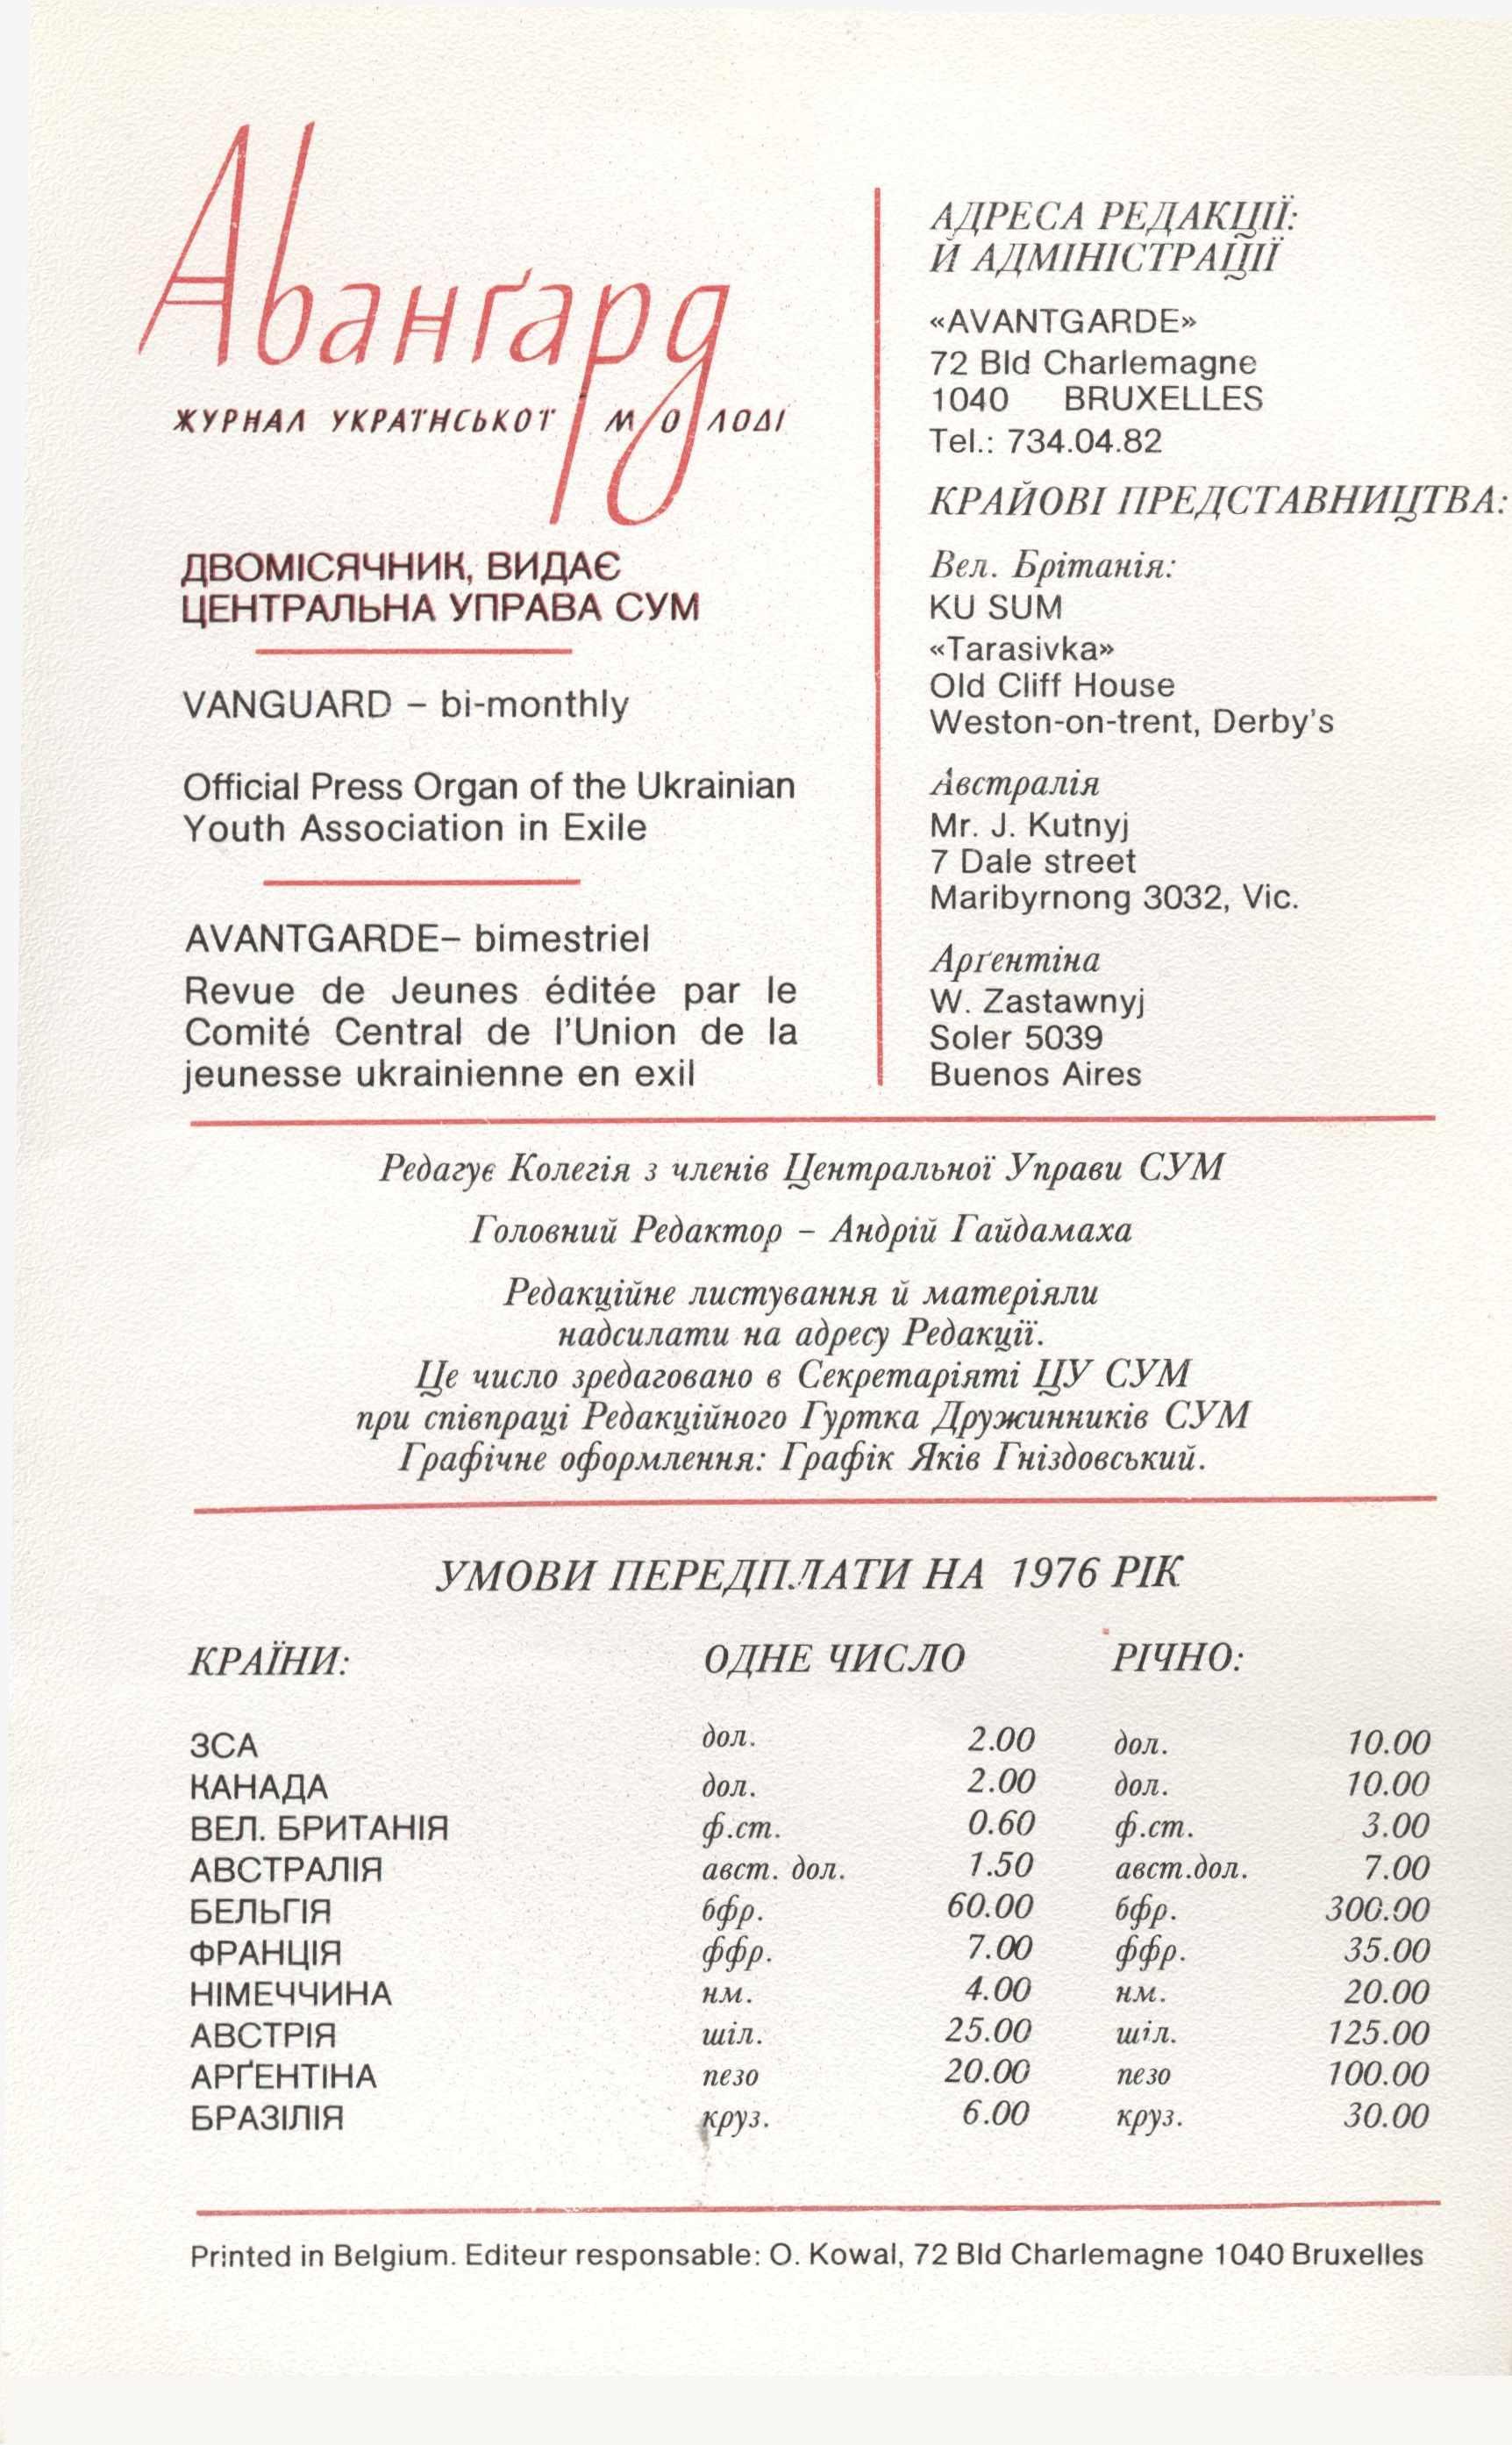 Авангард
ЖУРНАЛ УКРАЇНСЬКОЇ МОЛОДІ
ДВОМІСЯЧНИК, ВИДАЄ
ЦЕНТРАЛЬНА УПРАВА СУМ
VANGUARD – bi-monthly
Official Press Organ of the Ukrainian
Youth Association in Exile
AVANTGARDE– bimestriel
Revue de Jeunes éditée par le
Comité Central de l'Union de la
jeunesse ukrainienne en exil
АДРЕСА РЕДАКЦІЇ:
Й АДМІНІСТРАЦІЇ
«AVANTGARDE»
72 Bld Charlemagne
1040 BRUXELLES
Tel.: 734.04.82
КРАЙОВІ ПРЕДСТАВНИЦТВА:
Вел. Брітанія:
KU SUM
«Tarasivka»
Old Cliff House
Weston-on-trent, Derby's
Австралія
Mr. J. Kutnyj
7 Dale street
Maribyrnong 3032, Vic.
Арґентіна
W. Zastawnyj
Soler 5039
Buenos Aires
Редагує Колегія з членів Центральної Управи СУМ
Головний Редактор – Андрій Гайдамаха
Редакційне листування й матеріяли
надсилати на адресу Редакції.
Це число зредаговано в Секретаріяті ЦУ СУМ
при співпраці Редакційного Гуртка Дружинників СУМ
Графічне оформлення: Графік Яків Гніздовський.
УМОВИ ПЕРЕДПЛАТИ НА 1976 РІК
КРАЇНИ: ОДНЕ ЧИСЛО РІЧНО:
ЗСА дол. 2.00 дол. 10.00
КАНАДА дол. 2.00 дол. 10.00
ВЕЛ. БРИТАНІЯ ф.ст. 0.60 ф.ст. 3.00
АВСТРАЛІЯ авст. дол. 1.50 авст.дол. 7.00
БЕЛЬГІЯ бфр. 60.00 бфр. 300.00
ФРАНЦІЯ ффр. 7.00 ффр. 35.00
НІМЕЧЧИНА нм. 4.00 нм. 20.00
АВСТРІЯ шіл. 25.00 шіл. 125.00
АРҐЕНТІНА пезо 20.00 пезо 100.00
БРАЗІЛІЯ круз. 6.00 круз. 30.00
Printed in Belgium. Editeur responsable: O. Kowal, 72 Bld Charlemagne 1040 Bruxelles